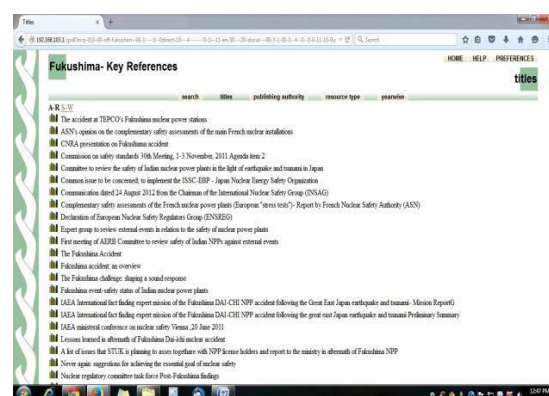 Titles
Search
HOME HELP PREFERENCES
Fukushima- Key References
titles
search titles publishing authority resource type yearwise
A-R S-W
The accident at TEPCO's Fukushima nuclear power stations
ASN's opinion on the complementary safety assessments of the main French nuclear installations
CNRA presentation on Fukushima accident
Commission on safety standards 30th Meeting, 1-3 November, 2011 Agenda item 2
Committee to review the safety of Indian nuclear power plants in the light of earthquake and tsunami in Japan
Common issue to be concerned; to implement the ISSC-EBP - Japan Nuclear Energy Safety Organization
Communication dated 24 August 2012 from the Chairman of the International Nuclear Safety Group (INSAG)
Complementary safety assessments of the French nuclear power plants (European "stress tests")- Report by French Nuclear Safety Authority (ASN)
Declaration of European Nuclear Safety Regulators Group (ENSREG)
Expert group to review external events in relation to the safety of nuclear power plants
First meeting of AERB Committee to review safety of Indian NPPs against external events
The Fukushima Accident
Fukushima accident: an overview
The Fukushima challenge: shaping a sound response
Fukushima event-safety status of Indian nuclear power plants
IAEA International fact finding expert mission of the Fukushima DAI-CHI NPP accident following the Great East Japan earthquake and tsunami- Mission ReportG
IAEA International fact finding expert mission of the Fukushima DAI-CHI NPP accident following the great east Japan earthquake and tsunami Preliminary Summary
IAEA ministeral conference on nuclear safety Vienna ,20 June 2011
Lessons learned in aftermath of Fukushima Dai-ichi nuclear accident
A list of issues that STUK is planning to asses togethare with NPP license holders and report to the ministry in aftermath of Fukushima NPP
Never again: suggestions for achieving the essential goal of nuclear safety
Nuclear regulatory committee task force Post-Fukushima findings
12:47 PM